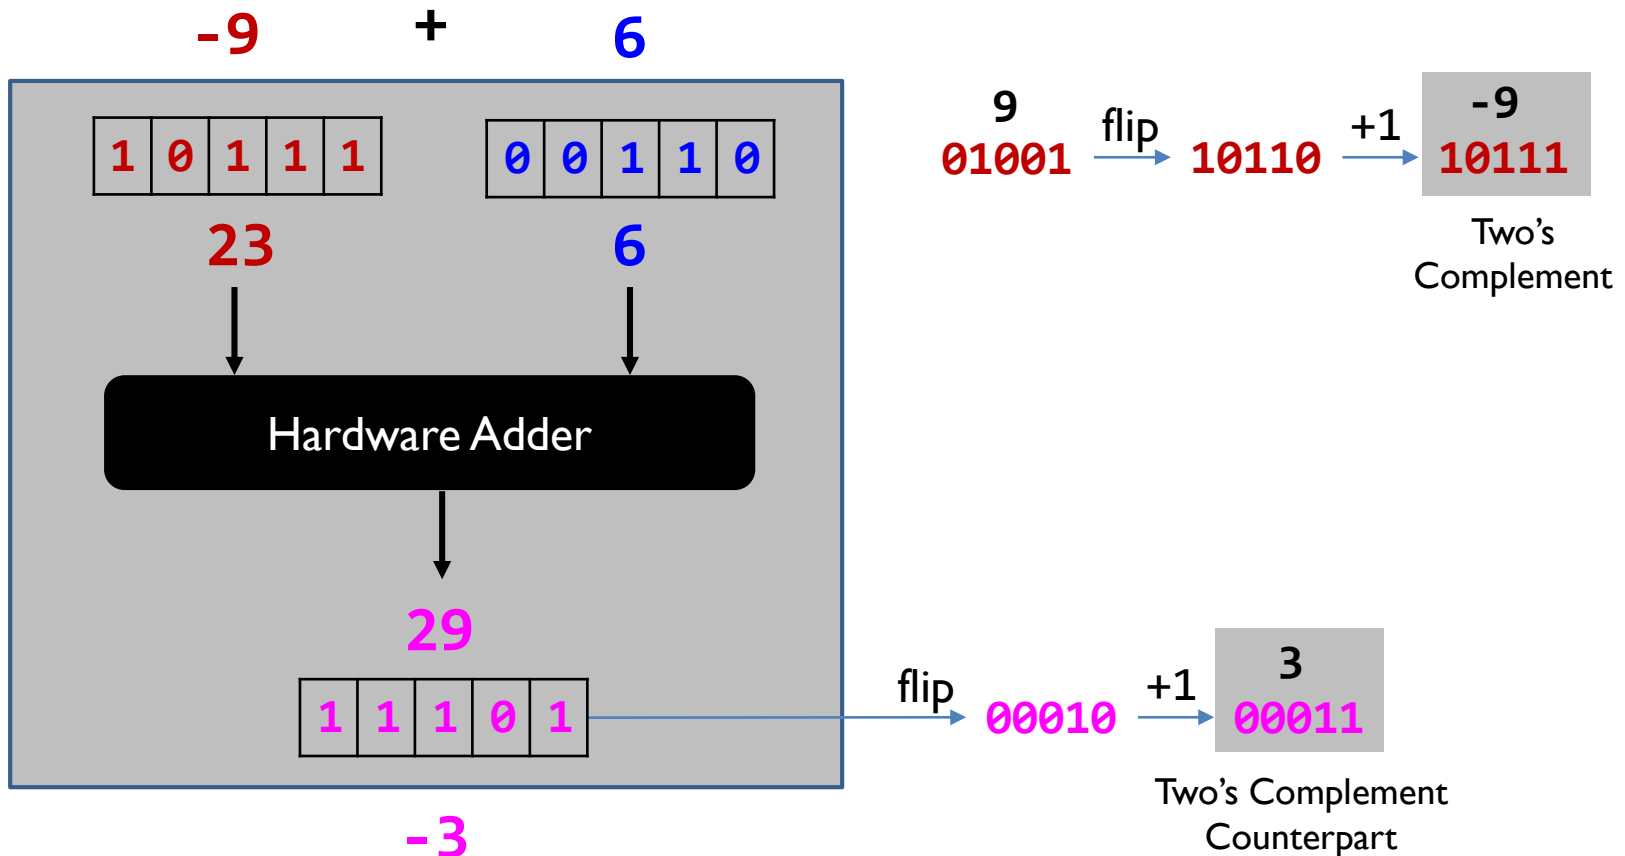 -9 + 6
1 0 1 1 1
0 0 1 1 0
23
6
Hardware Adder
29
1 1 1 0 1
-3
9
01001
flip
10110
+1
-9
10111
Two's
Complement
flip
00010
+1
3
00011
Two's Complement
Counterpart